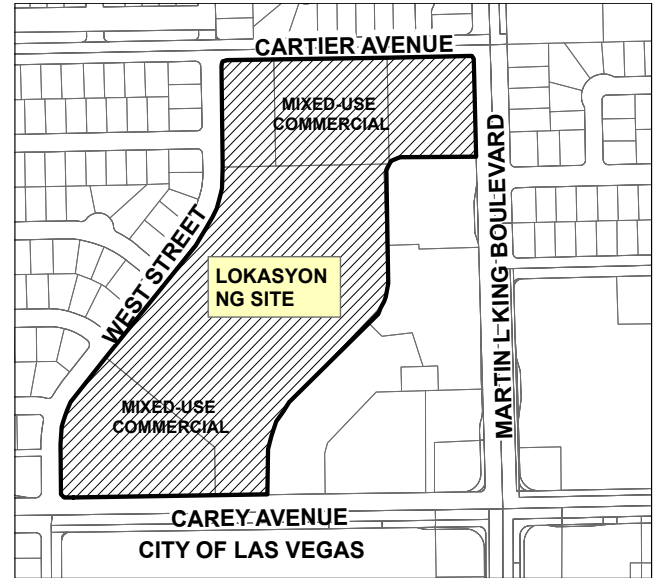 CARTIER AVENUE
MIXED-USE
COMMERCIAL
MARTIN L KING BOULEVARD
WEST STREET
LOKASYON
NG SITE
MIXED-USE
COMMERCIAL
CAREY AVENUE
CITY OF LAS VEGAS